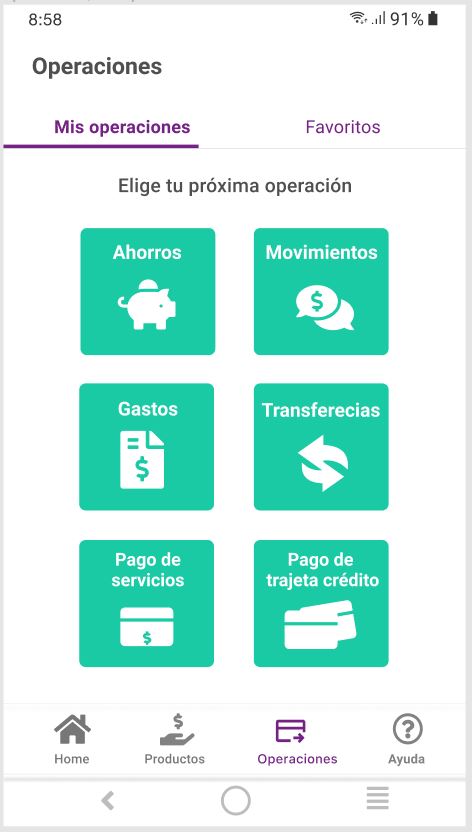 8:58 91%
Operaciones
Mis operaciones Favoritos
Elige tu próxima operación
Ahorros Movimientos
$
Gastos Transferecias
$
Pago de servicios
$
Pago de trajeta crédito
$
Home Productos Operaciones Ayuda